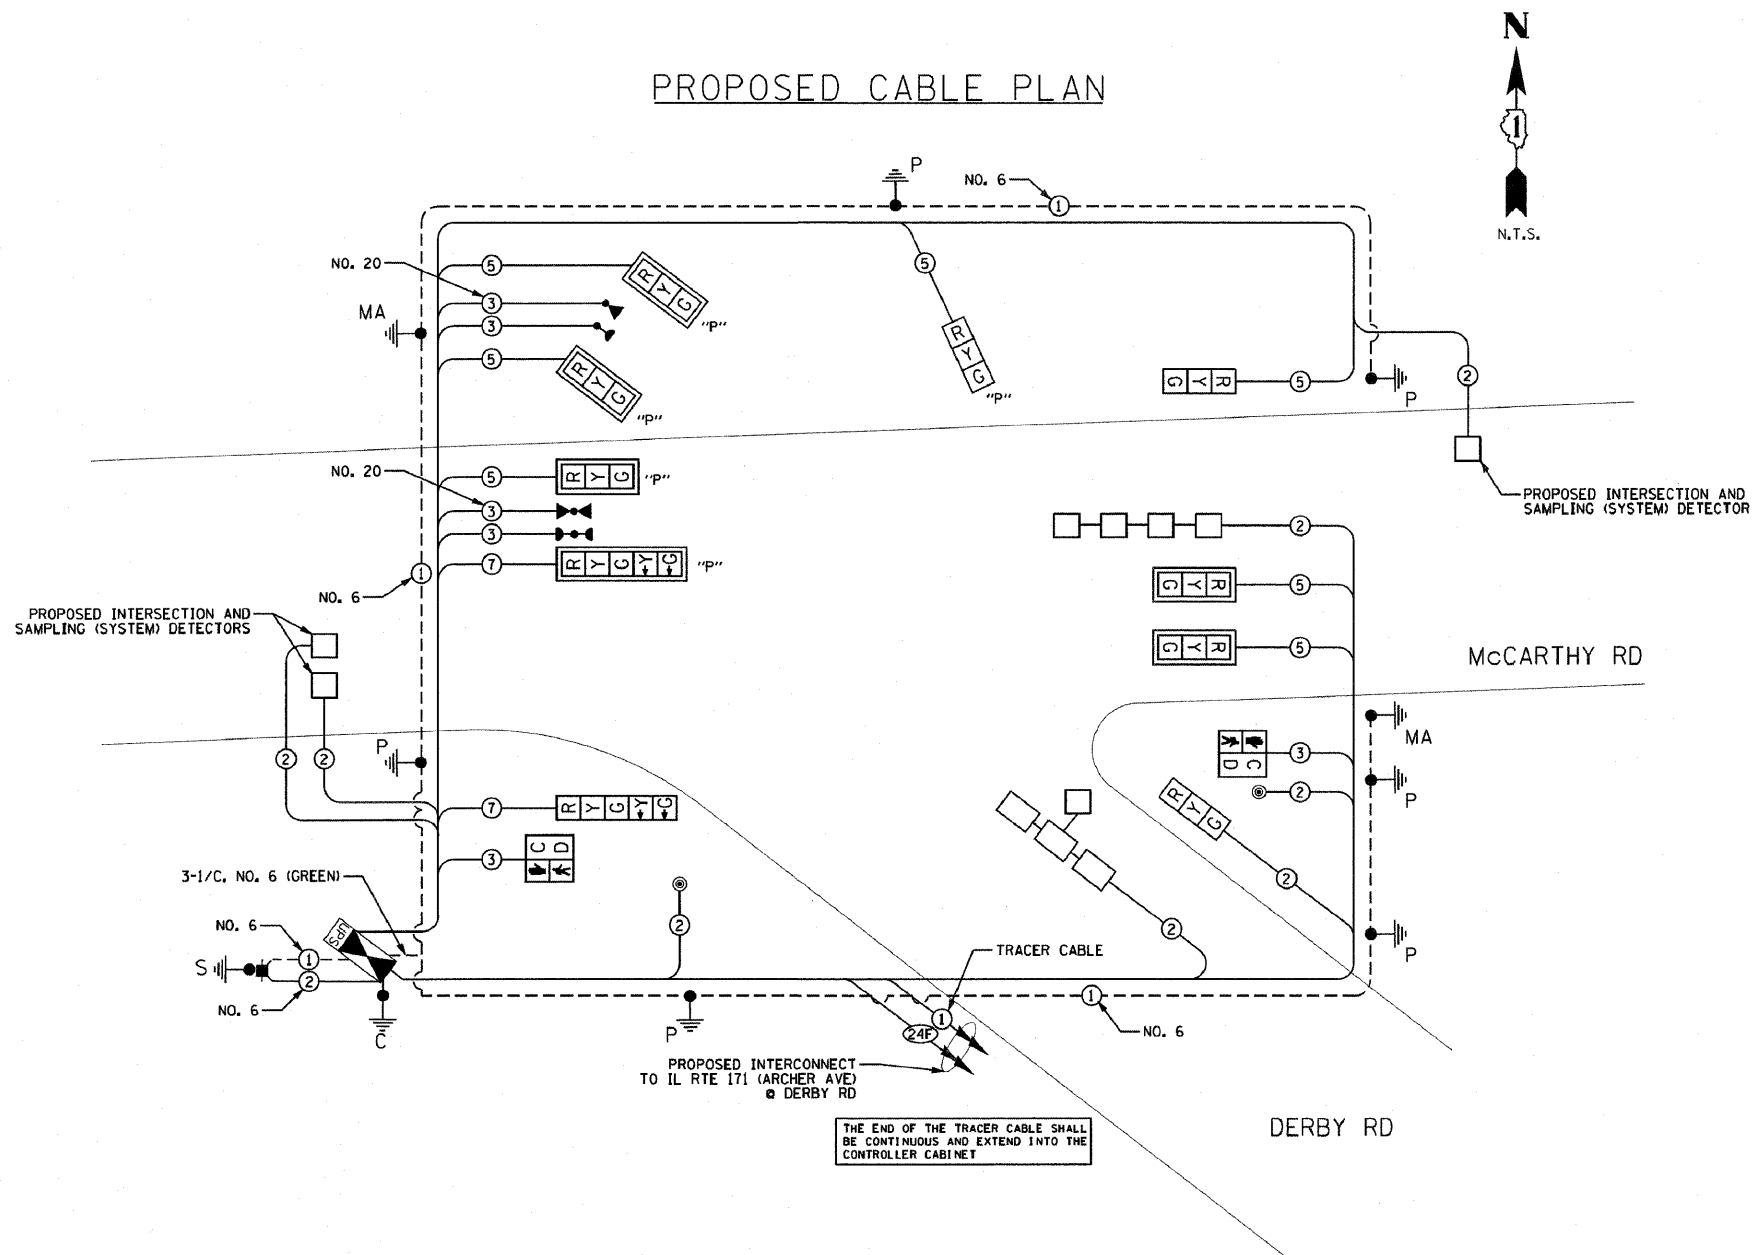 N
1
PROPOSED CABLE PLAN
N.T.S.
P
NO. 6
1
NO. 20
5
R Y G
"P"
3
MA
3
5
R Y G
"P"
5
R Y G
"P"
R Y G
5
P
2
NO. 20
5
R Y G
"P"
3
3
7
R Y G Y G
"P"
1
NO. 6
PROPOSED INTERSECTION AND
SAMPLING (SYSTEM) DETECTOR
2
R Y G
5
R Y G
5
PROPOSED INTERSECTION AND
SAMPLING (SYSTEM) DETECTORS
McCARTHY RD
P
2
2
MA
C D
3
2
P
R Y G
2
7
R Y G Y G
3
C D
3-1/C, NO. 6 (GREEN)
2
2
P
NO. 6
UPS
S
1
2
NO. 6
C
P
TRACER CABLE
1
24F
1
NO. 6
PROPOSED INTERCONNECT
TO IL RTE 171 (ARCHER AVE)
@ DERBY RD
THE END OF THE TRACER CABLE SHALL
BE CONTINUOUS AND EXTEND INTO THE
CONTROLLER CABINET
DERBY RD